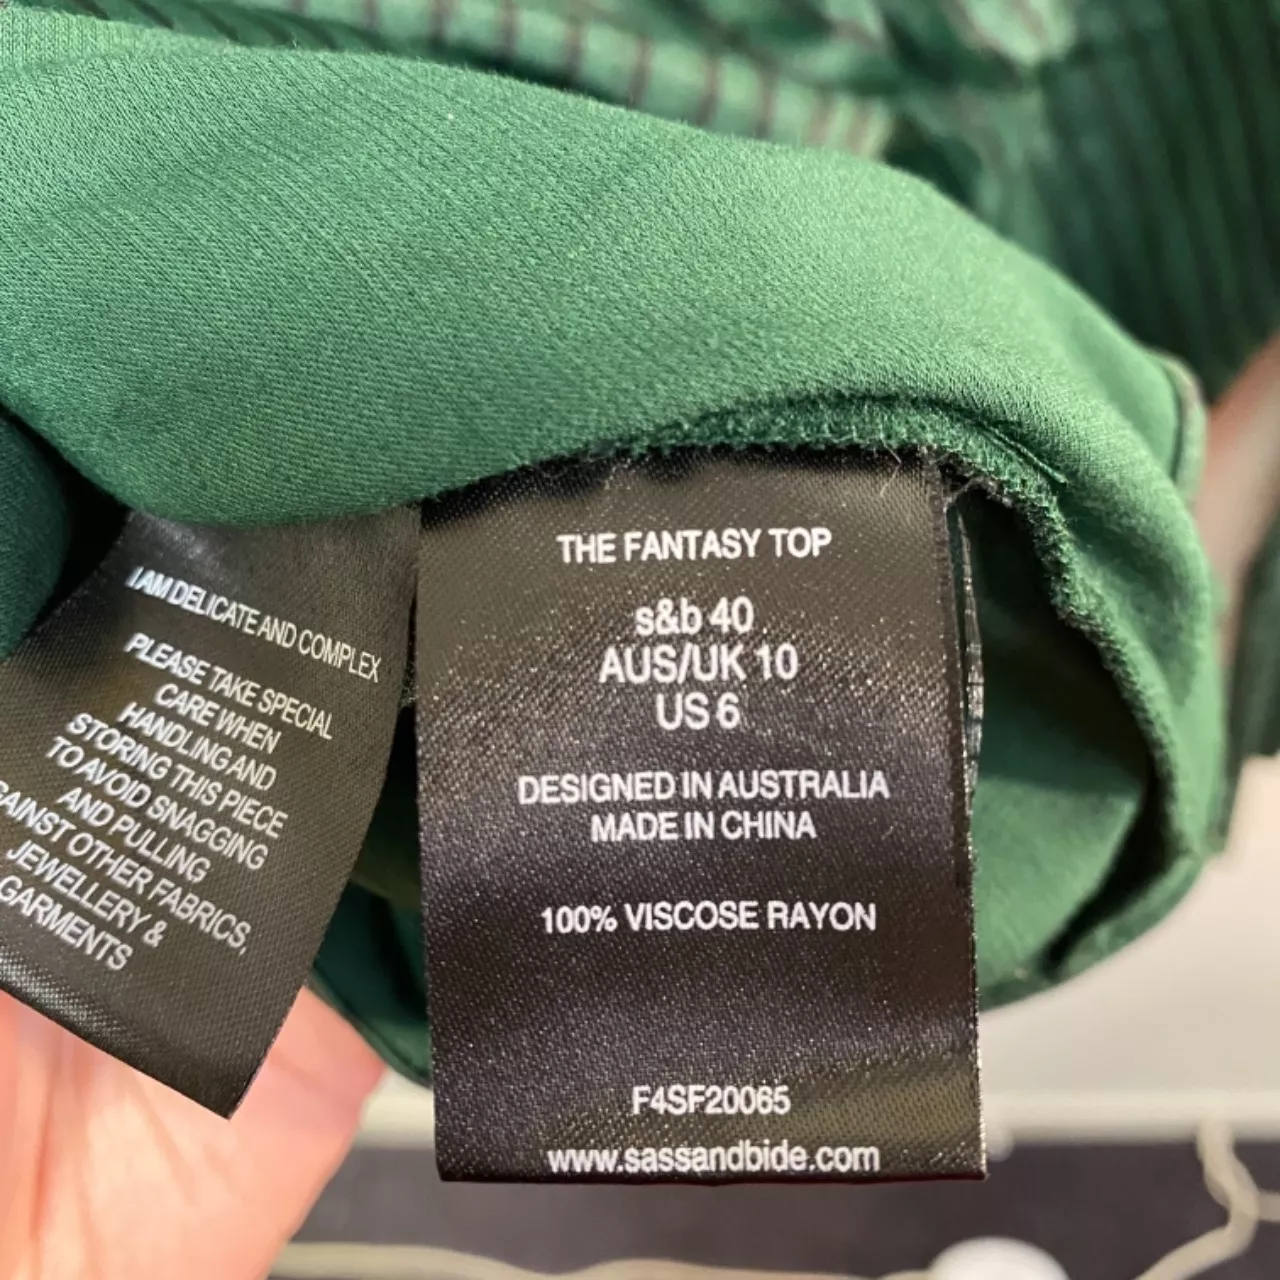 I AM DELICATE AND COMPLEX
PLEASE TAKE SPECIAL
CARE WHEN
HANDLING AND
STORING THIS PIECE
TO AVOID SNAGGING
AND PULLING
AINST OTHER FABRICS,
JEWELLERY &
GARMENTS
THE FANTASY TOP
s&b 40
AUS/UK 10
US 6
DESIGNED IN AUSTRALIA
MADE IN CHINA
100% VISCOSE RAYON
F4SF20065
www.sassandbide.com